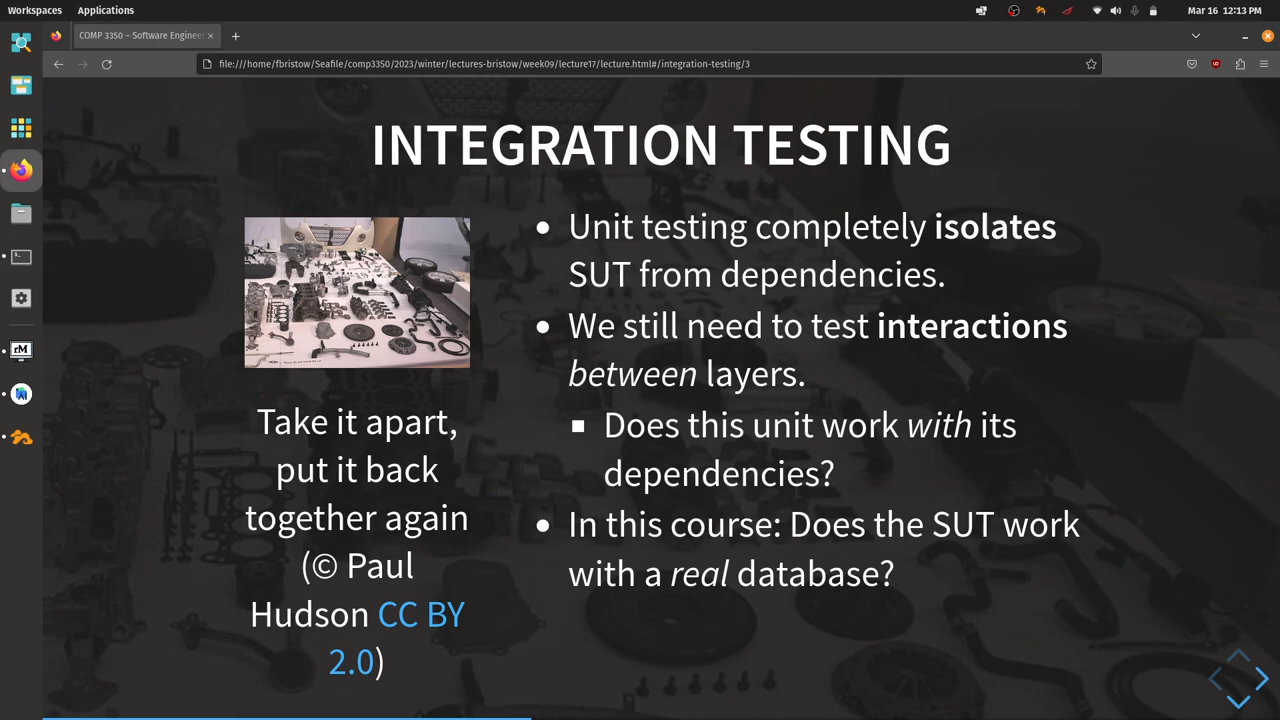 Workspaces Applications Mar 16 12:13 PM
COMP 3350 – Software Enginee
file:///home/fbristow/Seafile/comp3350/2023/winter/lectures-bristow/week09/lecture17/lecture.html#/integration-testing/3
INTEGRATION TESTING
Take it apart,
put it back
together again
(© Paul
Hudson CC BY
2.0)
• Unit testing completely isolates
SUT from dependencies.
• We still need to test interactions
between layers.
▪ Does this unit work with its
dependencies?
• In this course: Does the SUT work
with a real database?
rM